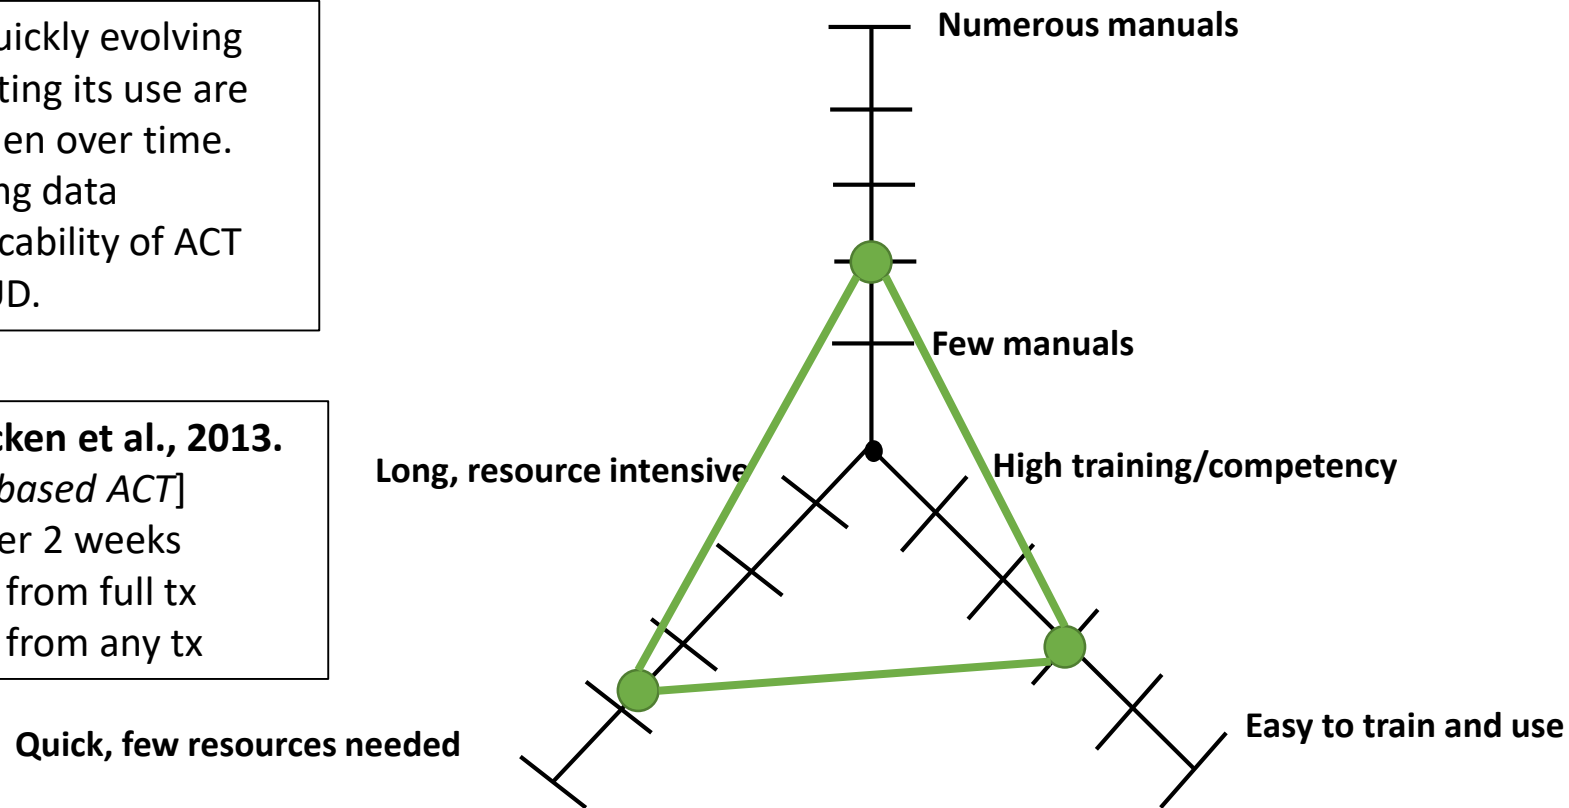 uickly evolving
ting its use are
en over time.
ng data
cability of ACT
JD.
cken et al., 2013.
based ACT]
er 2 weeks
from full tx
from any tx
Numerous manuals
Few manuals
Long, resource intensive
High training/competency
Quick, few resources needed
Easy to train and use